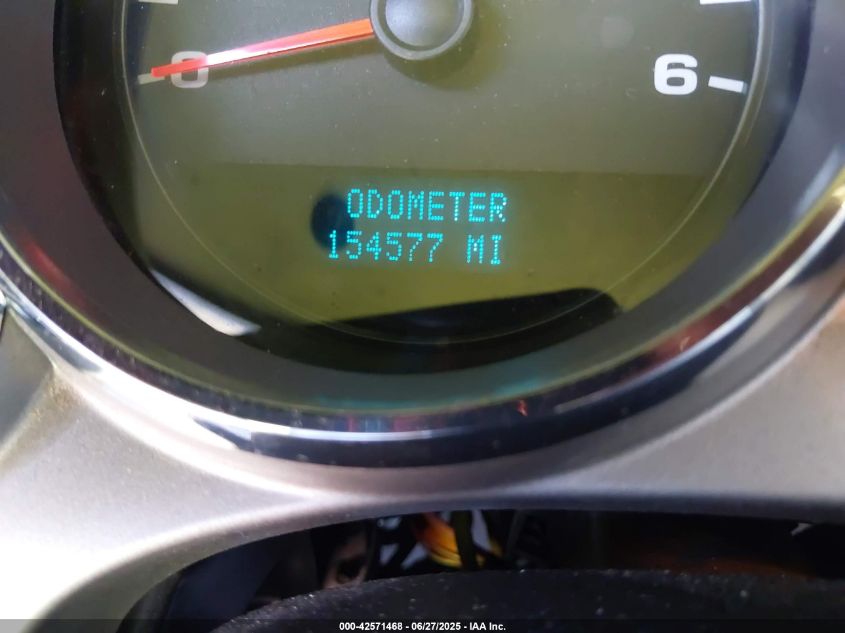 0
6
ODOMETER
154577 MI
000-42571468 - 06/27/2025 - IAA Inc.